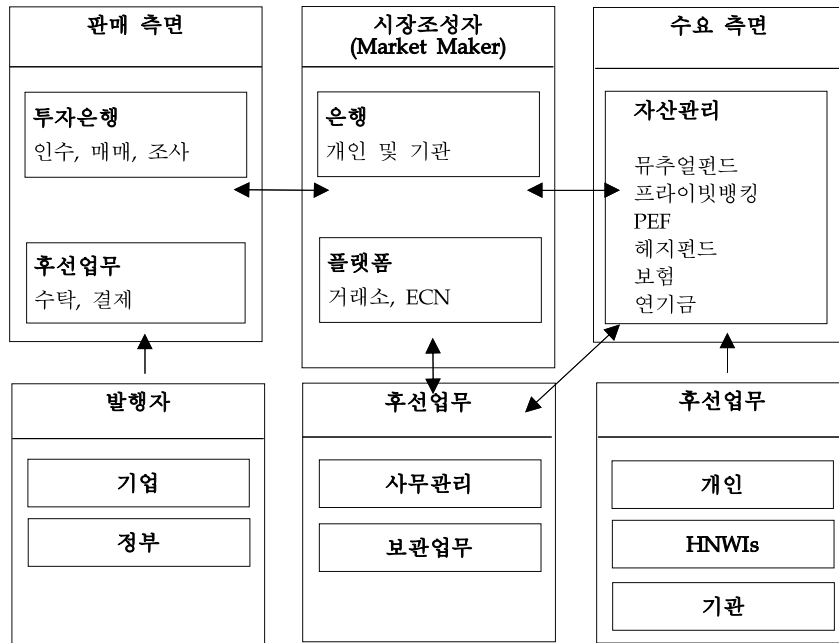 판매 측면
투자은행
인수, 매매, 조사
후선업무
수탁, 결제
시장조성자
(Market Maker)
은행
개인 및 기관
플랫폼
거래소, ECN
수요 측면
자산관리
뮤추얼펀드
프라이빗뱅킹
PEF
헤지펀드
보험
연기금
발행자
기업
정부
후선업무
사무관리
보관업무
후선업무
개인
HNWIs
기관